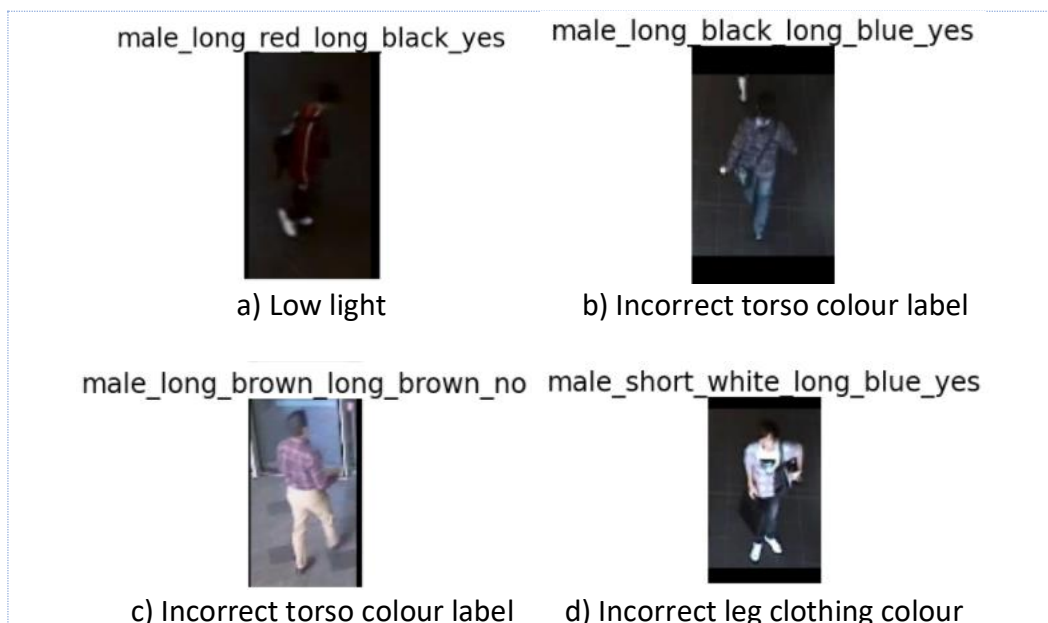 male_long_red_long_black_yes
male_long_black_long_blue_yes
a) Low light
b) Incorrect torso colour label
male_long_brown_long_brown_no
male_short_white_long_blue_yes
c) Incorrect torso colour label
d) Incorrect leg clothing colour